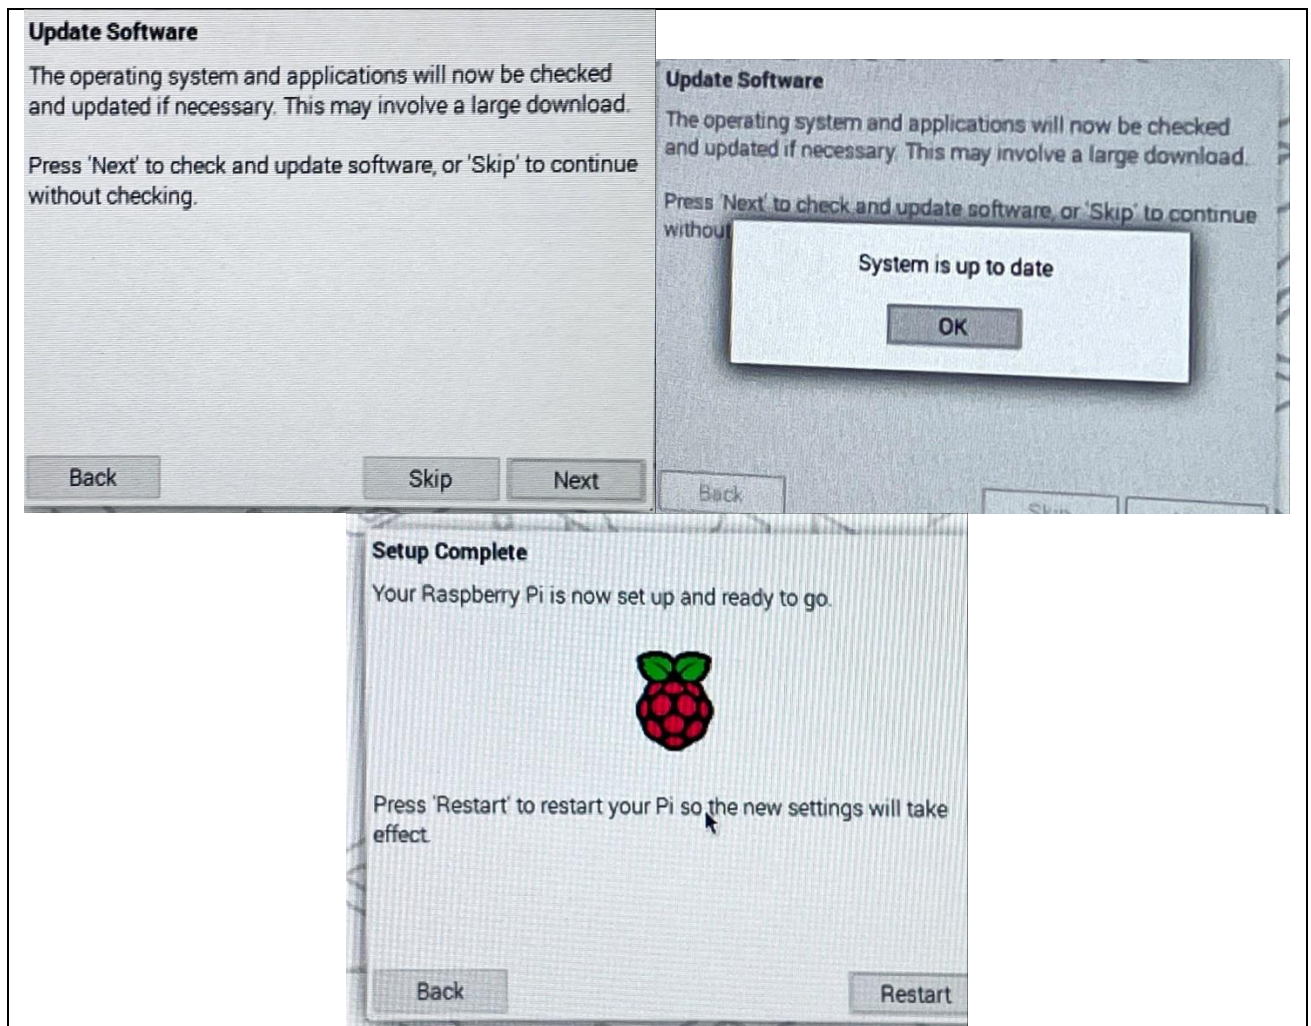 Update Software
The operating system and applications will now be checked
and updated if necessary. This may involve a large download.
Press 'Next' to check and update software, or 'Skip' to continue
without checking.
Back
Skip
Next
Update Software
The operating system and applications will now be checked
and updated if necessary. This may involve a large download.
Press 'Next' to check and update software, or 'Skip' to continue
without
System is up to date
OK
Back
Skip
Setup Complete
Your Raspberry Pi is now set up and ready to go.
Press 'Restart' to restart your Pi so the new settings will take
effect.
Back
Restart